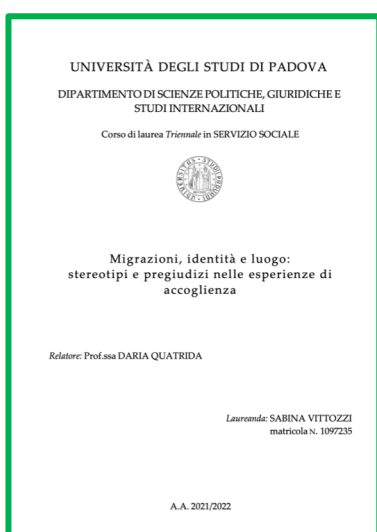 UNIVERSITÀ DEGLI STUDI DI PADOVA
DIPARTIMENTO DI SCIENZE POLITICHE, GIURIDICHE E
STUDI INTERNAZIONALI
Corso di laurea Triennale in SERVIZIO SOCIALE
Migrazioni, identità e luogo:
stereotipi e pregiudizi nelle esperienze di
accoglienza
Relatore: Prof.ssa DARIA QUATRIDA
Laureanda: SABINA VITTOZZI
matricola N. 1097235
A.A. 2021/2022